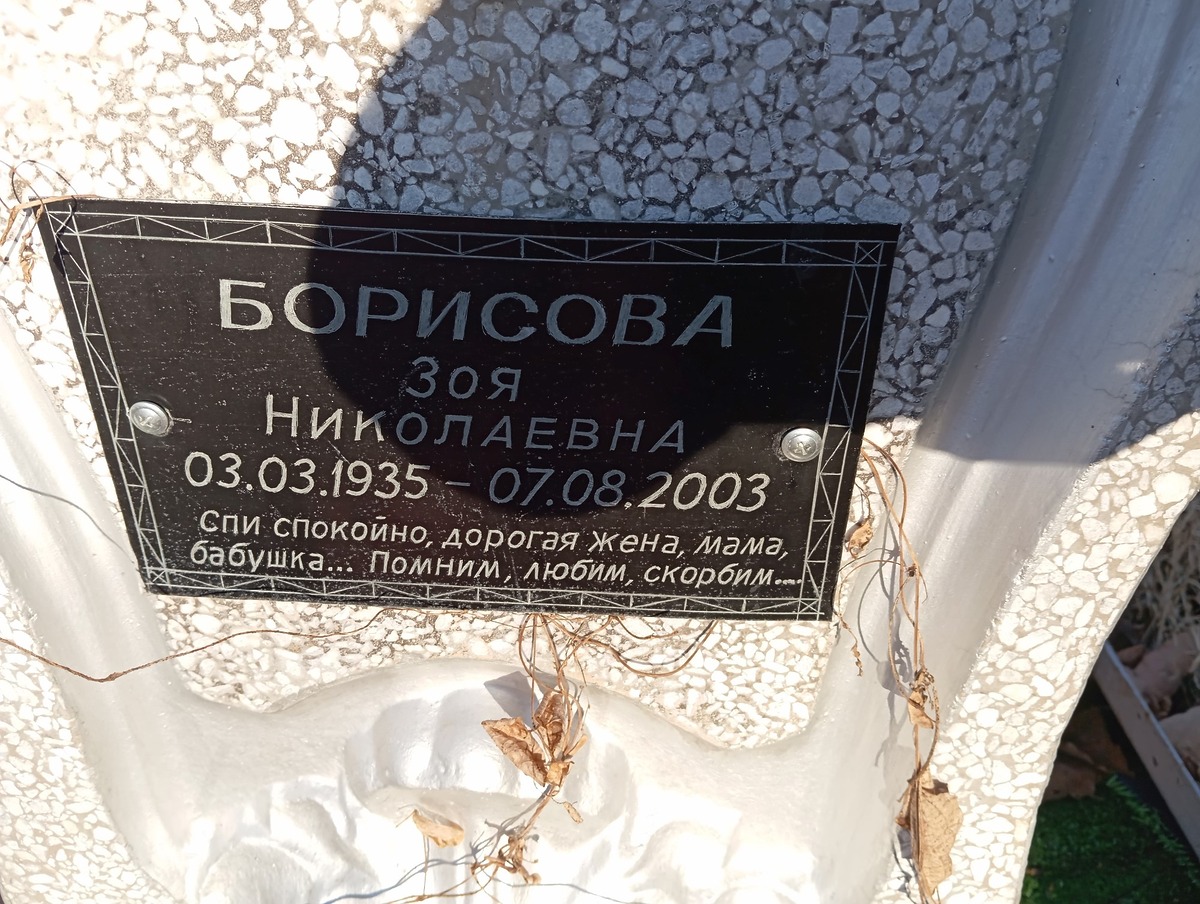 БОРИСОВА
Зоя
Николаевна
03.03.1935 - 07.08.2003
Спи спокойно, дорогая жена, мама,
бабушка... Помним, любим, скорбим...